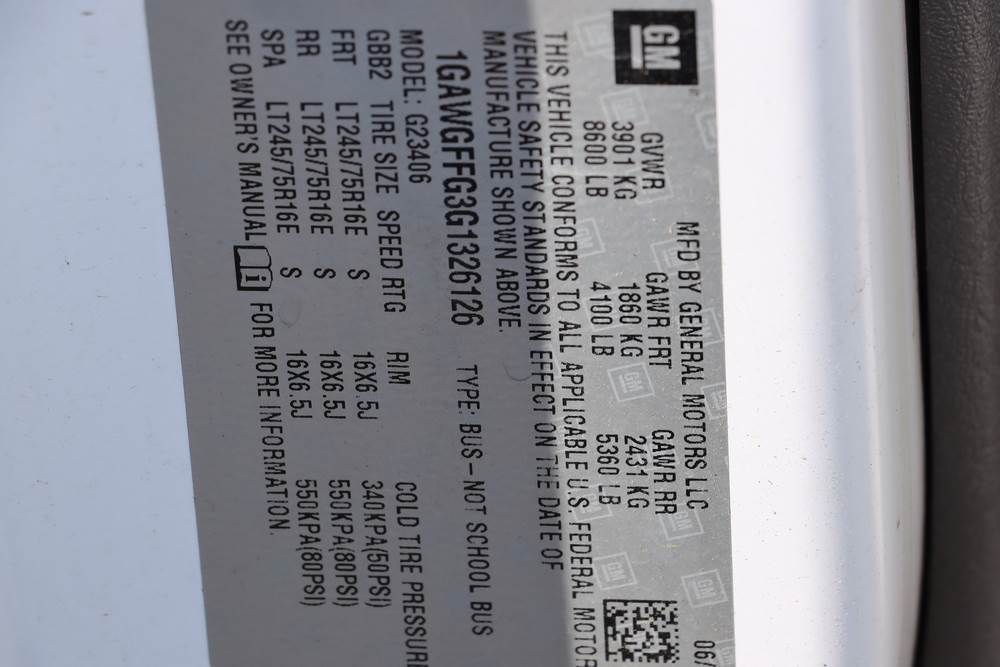 GM
MFD BY GENERAL MOTORS LLC 06/
GVWR GAWR FRT GAWR RR
3901 KG 1860 KG 2431 KG
8600 LB 4100 LB 5360 LB
THIS VEHICLE CONFORMS TO ALL APPLICABLE U.S. FEDERAL MOTOR
VEHICLE SAFETY STANDARDS IN EFFECT ON THE DATE OF
MANUFACTURE SHOWN ABOVE.
1GAWGFFG3G1326126 TYPE: BUS-NOT SCHOOL BUS
MODEL: G23406
GBB2 TIRE SIZE SPEED RTG RIM COLD TIRE PRESSURE
FRT LT245/75R16E S 16X6.5J 340KPA(50PSI)
RR LT245/75R16E S 16X6.5J 550KPA(80PSI)
SPA LT245/75R16E S 16X6.5J 550KPA(80PSI)
SEE OWNER'S MANUAL i FOR MORE INFORMATION.